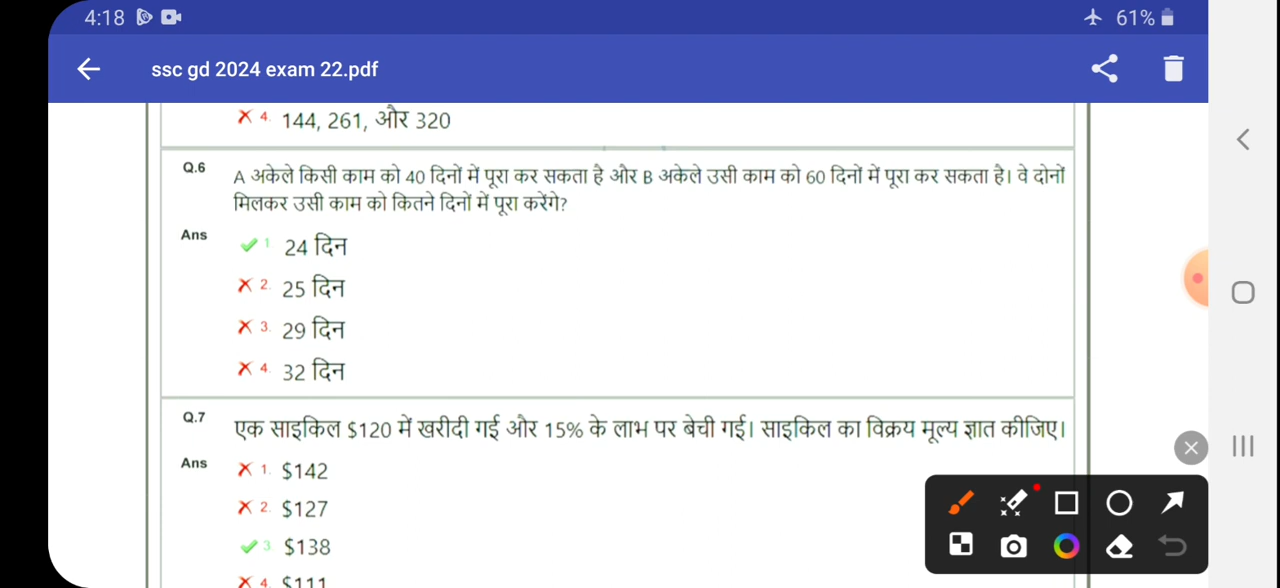 4:18
61%
ssc gd 2024 exam 22.pdf
4. 144, 261, और 320
Q.6
A अकेले किसी काम को 40 दिनों में पूरा कर सकता है और B अकेले उसी काम को 60 दिनों में पूरा कर सकता है। वे दोनों
मिलकर उसी काम को कितने दिनों में पूरा करेंगे?
Ans
1 24 दिन
2. 25 दिन
3. 29 दिन
4. 32 दिन
Q.7
एक साइकिल $120 में खरीदी गई और 15% के लाभ पर बेची गई। साइकिल का विक्रय मूल्य ज्ञात कीजिए।
Ans
1. $142
2. $127
3. $138
4. $111